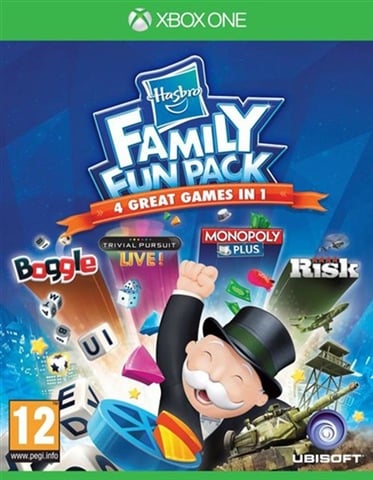 XBOX ONE
Hasbro
FAMILY
FUN PACK
4 GREAT GAMES IN 1
Boggle
TRIVIAL PURSUIT
LIVE!
MONOPOLY
PLUS
Risk
W
B
UI
12
www.pegi.info
UBISOFT